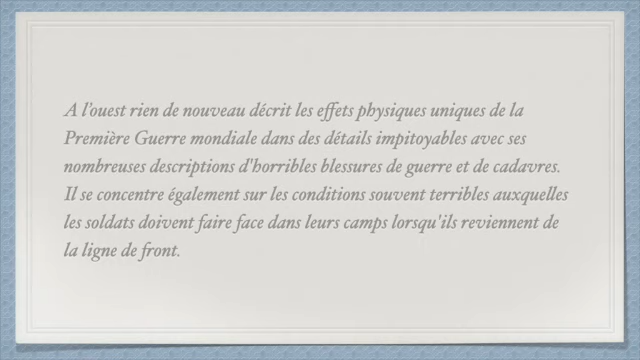 A l'ouest rien de nouveau décrit les effets physiques uniques de la
Première Guerre mondiale dans des détails impitoyables avec ses
nombreuses descriptions d'horribles blessures de guerre et de cadavres.
Il se concentre également sur les conditions souvent terribles auxquelles
les soldats doivent faire face dans leurs camps lorsqu'ils reviennent de
la ligne de front.